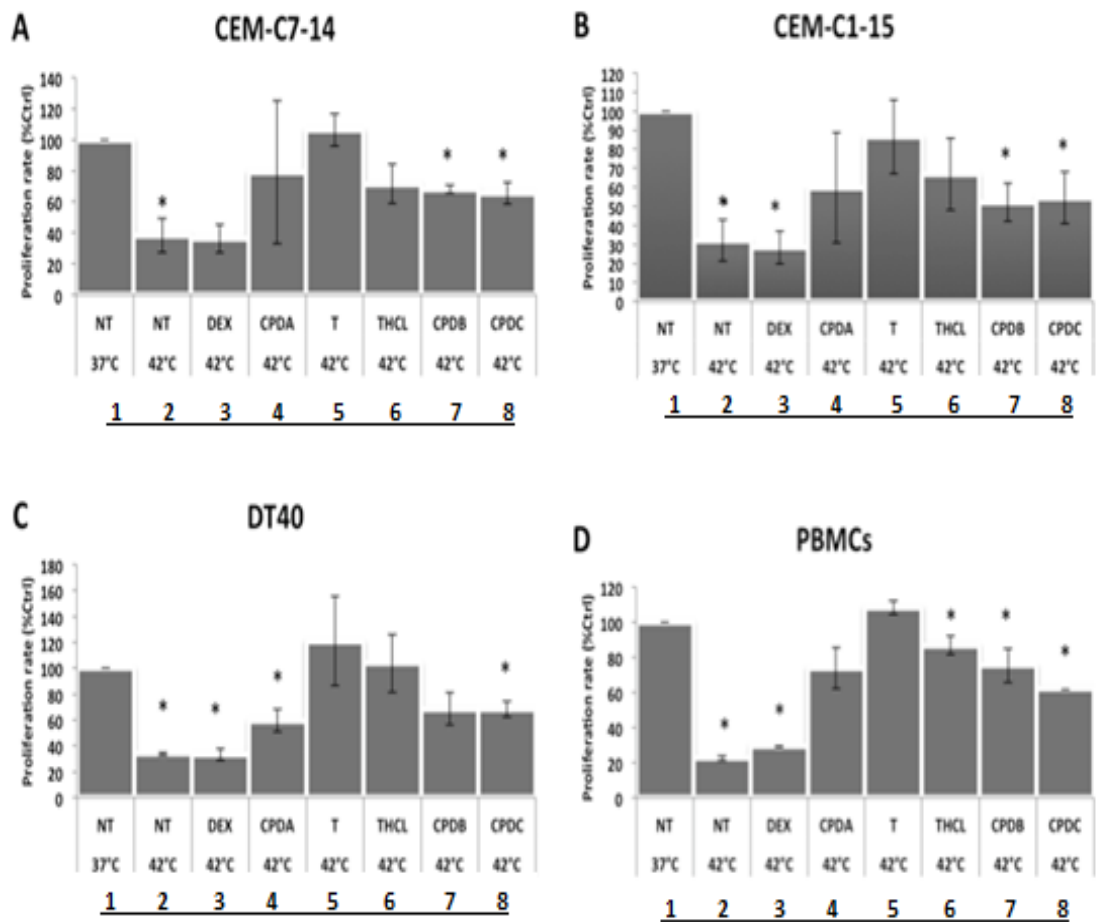 A CEM-C7-14
Proliferation rate (%Ctrl)
140
120
100
80
60
40
20
0
* * *
NT NT DEX CPDA T THCL CPDB CPDC
37°C 42°C 42°C 42°C 42°C 42°C 42°C 42°C
1 2 3 4 5 6 7 8
B CEM-C1-15
Proliferation rate (%Ctrl)
120
110
100
90
80
70
60
50
40
30
20
10
0
* * * *
NT NT DEX CPDA T THCL CPDB CPDC
37°C 42°C 42°C 42°C 42°C 42°C 42°C 42°C
1 2 3 4 5 6 7 8
C DT40
Proliferation rate (%Ctrl)
180
160
140
120
100
80
60
40
20
0
* * * *
NT NT DEX CPDA T THCL CPDB CPDC
37°C 42°C 42°C 42°C 42°C 42°C 42°C 42°C
1 2 3 4 5 6 7 8
D PBMCs
Proliferation rate (%Ctrl)
120
100
80
60
40
20
0
* * * * *
NT NT DEX CPDA T THCL CPDB CPDC
37°C 42°C 42°C 42°C 42°C 42°C 42°C 42°C
1 2 3 4 5 6 7 8